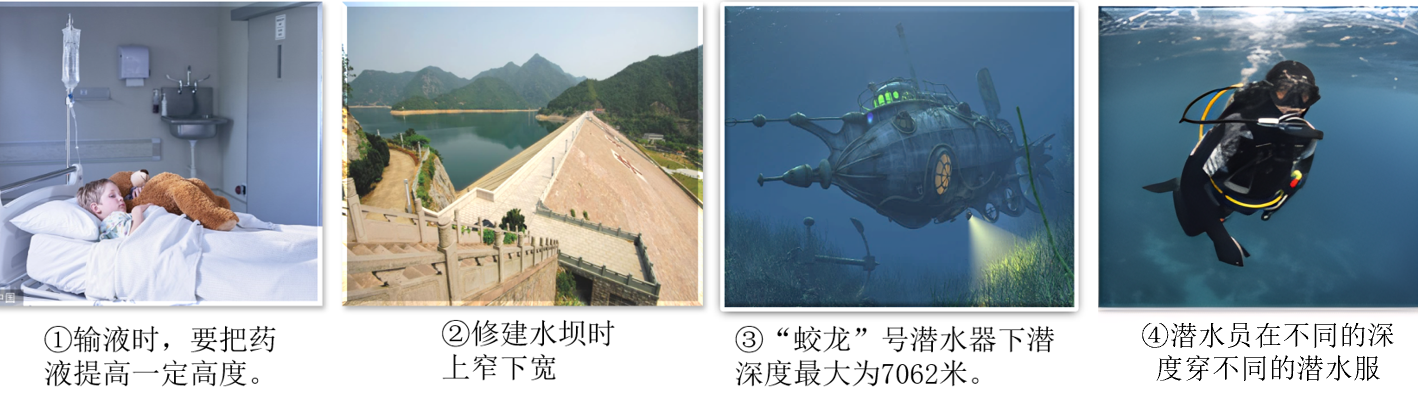 中国
①输液时，要把药
液提高一定高度。
②修建水坝时
上窄下宽
③“蛟龙”号潜水器下潜
深度最大为7062米。
④潜水员在不同的深
度穿不同的潜水服